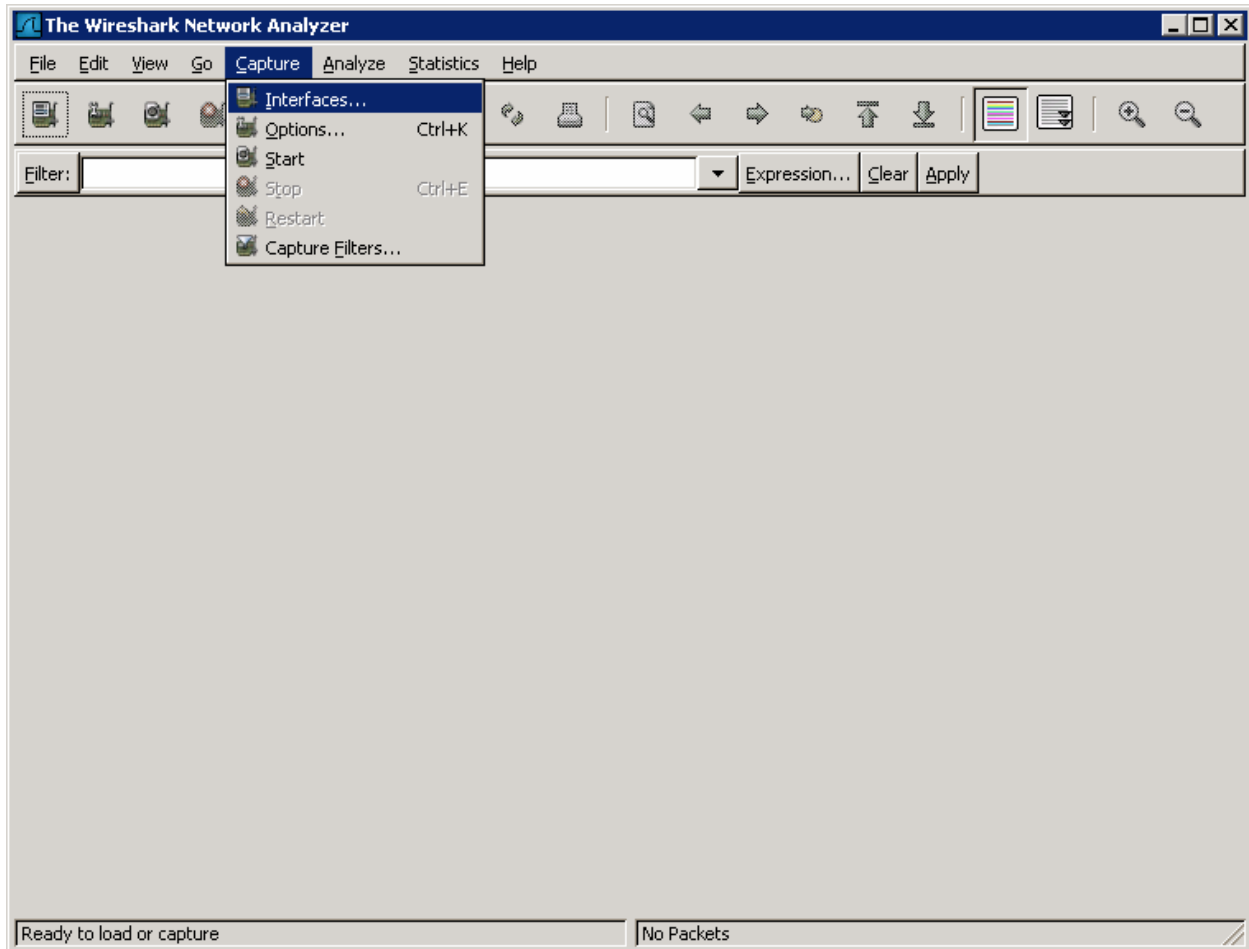 The Wireshark Network Analyzer
File Edit View Go Capture Analyze Statistics Help
Interfaces...
Options... Ctrl+K
Start
Stop Ctrl+E
Restart
Capture Filters...
Filter: Expression... Clear Apply
Ready to load or capture No Packets